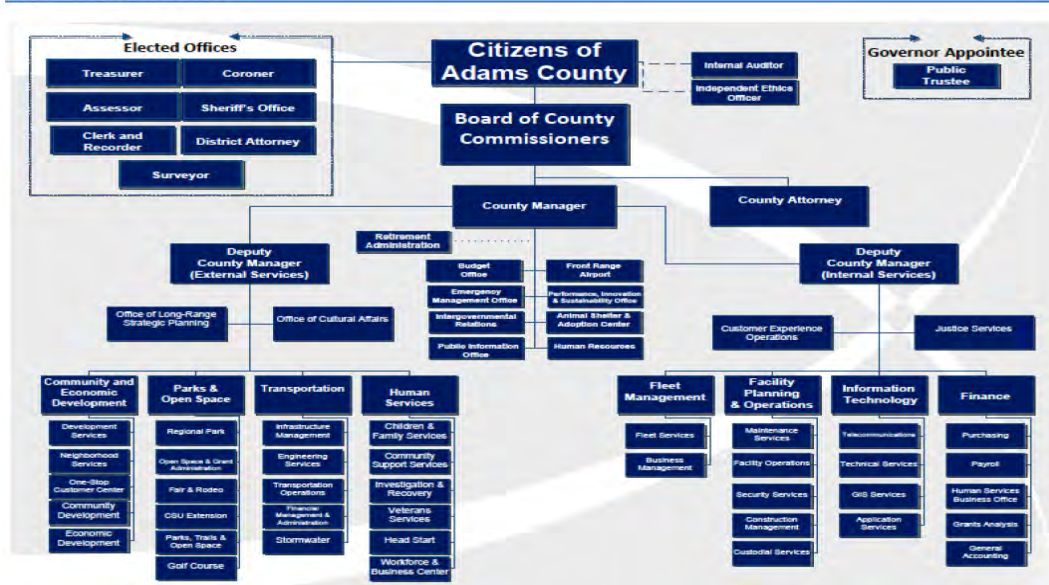 Elected Offices
Treasurer
Coroner
Assessor
Sheriff's Office
Clerk and
Recorder
District Attorney
Surveyor
Citizens of
Adams County
Internal Auditor
Independent Ethics
Officer
Governor Appointee
Public
Trustee
Board of County
Commissioners
County Manager
County Attorney
Retirement
Administration
Deputy
County Manager
(External Services)
Deputy
County Manager
(Internal Services)
Budget
Office
Front Range
Airport
Emergency
Management Office
Performance, Innovation
& Sustainability Office
Intergovernmental
Relations
Animal Shelter &
Adoption Center
Public Information
Office
Human Resources
Office of Long-Range
Strategic Planning
Office of Cultural Affairs
Customer Experience
Operations
Justice Services
Community and
Economic
Development
Development
Services
Neighborhood
Services
One-Stop
Customer Center
Community
Development
Economic
Development
Parks &
Open Space
Regional Park
Open Space & Grant
Administration
Fair & Rodeo
CSU Extension
Parks, Trails &
Open Space
Golf Course
Transportation
Infrastructure
Management
Engineering
Services
Transportation
Operations
Financial
Management &
Administration
Stormwater
Human
Services
Children &
Family Services
Community
Support Services
Investigation &
Recovery
Veterans
Services
Head Start
Workforce &
Business Center
Fleet
Management
Fleet Services
Business
Management
Facility
Planning
& Operations
Maintenance
Services
Facility Operations
Security Services
Construction
Management
Custodial Services
Information
Technology
Telecommunications
Technical Services
GIS Services
Application
Services
Finance
Purchasing
Payroll
Human Services
Business Office
Grants Analysis
General
Accounting